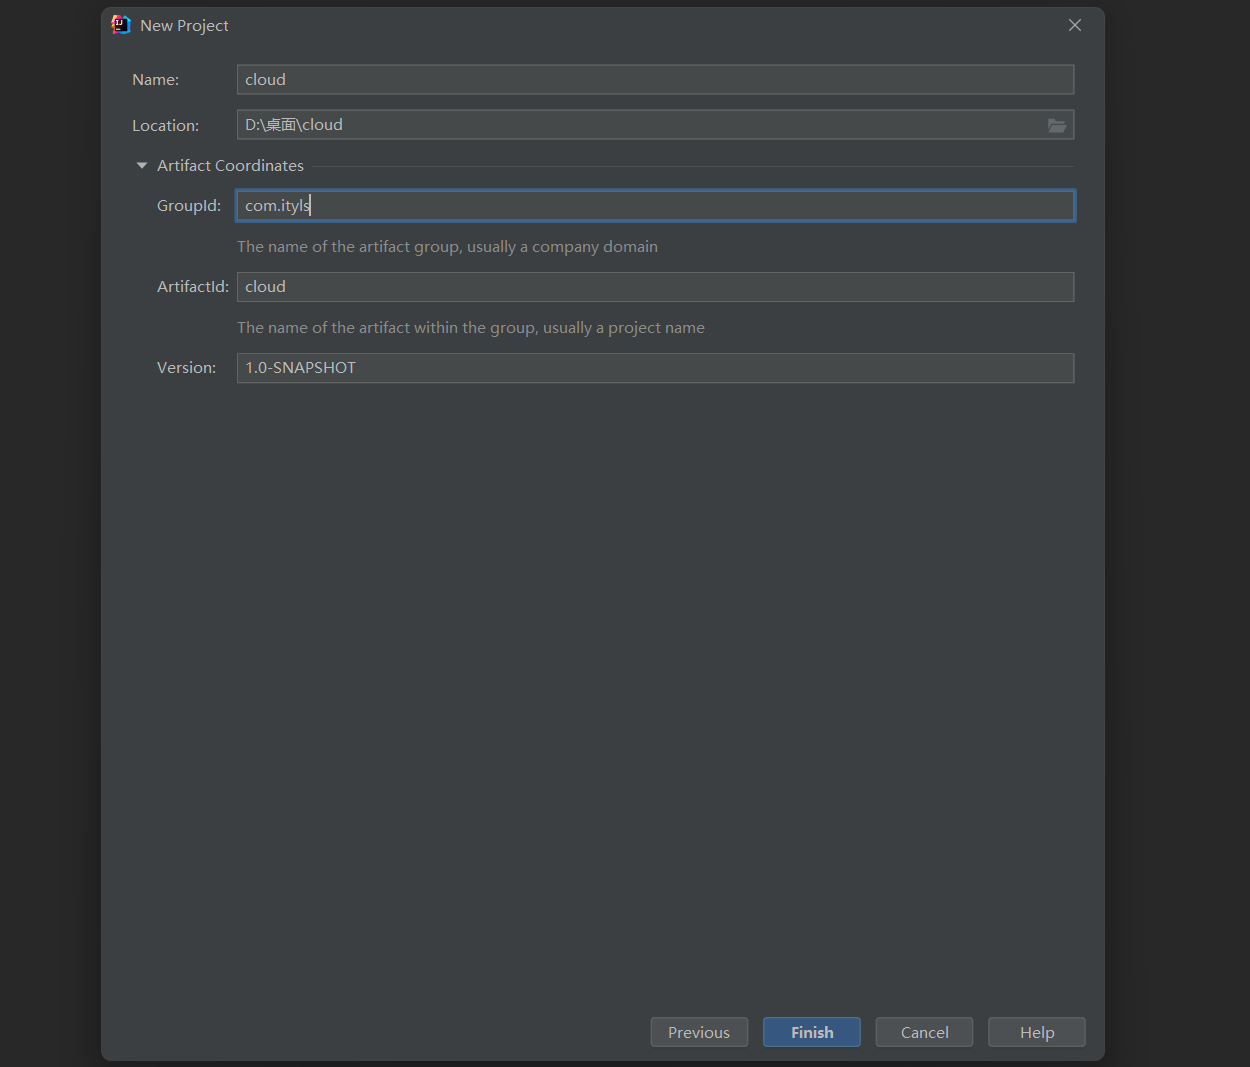 New Project
Name: cloud
Location: D:\桌面\cloud
Artifact Coordinates
GroupId: com.ityls
The name of the artifact group, usually a company domain
ArtifactId: cloud
The name of the artifact within the group, usually a project name
Version: 1.0-SNAPSHOT
Previous Finish Cancel Help